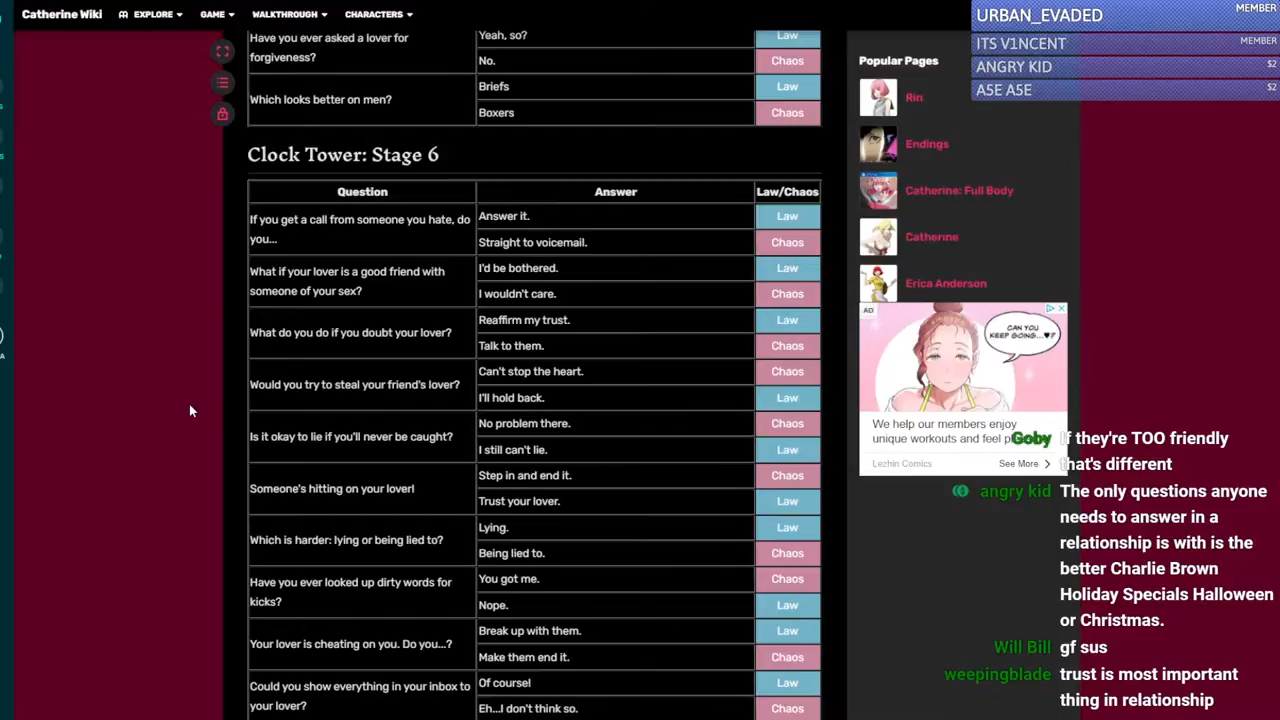 Catherine Wiki
EXPLORE
GAME
WALKTHROUGH
CHARACTERS
URBAN_EVADED MEMBER
ITS V1NCENT MEMBER
ANGRY KID $2
A5E A5E $2
Have you ever asked a lover for
forgiveness?
Yeah, so? Law
No. Chaos
Which looks better on men?
Briefs Law
Boxers Chaos
Clock Tower: Stage 6
Question Answer Law/Chaos
If you get a call from someone you hate, do
you...
Answer it. Law
Straight to voicemail. Chaos
What if your lover is a good friend with
someone of your sex?
I'd be bothered. Law
I wouldn't care. Chaos
What do you do if you doubt your lover?
Reaffirm my trust. Law
Talk to them. Chaos
Would you try to steal your friend's lover?
Can't stop the heart. Chaos
I'll hold back. Law
Is it okay to lie if you'll never be caught?
No problem there. Chaos
I still can't lie. Law
Someone's hitting on your lover!
Step in and end it. Chaos
Trust your lover. Law
Which is harder: lying or being lied to?
Lying. Law
Being lied to. Chaos
Have you ever looked up dirty words for
kicks?
You got me. Chaos
Nope. Law
Your lover is cheating on you. Do you...?
Break up with them. Law
Make them end it. Chaos
Could you show everything in your inbox to
your lover?
Of course! Law
Eh...I don't think so. Chaos
Popular Pages
Rin
Endings
Catherine: Full Body
Catherine
Erica Anderson
AD
CAN YOU
KEEP GOING...♥?
We help our members enjoy
unique workouts and feel
Lezhin Comics See More
Goby If they're TOO friendly
that's different
angry kid The only questions anyone
needs to answer in a
relationship is with is the
better Charlie Brown
Holiday Specials Halloween
or Christmas.
Will Bill gf sus
weepingblade trust is most important
thing in relationship